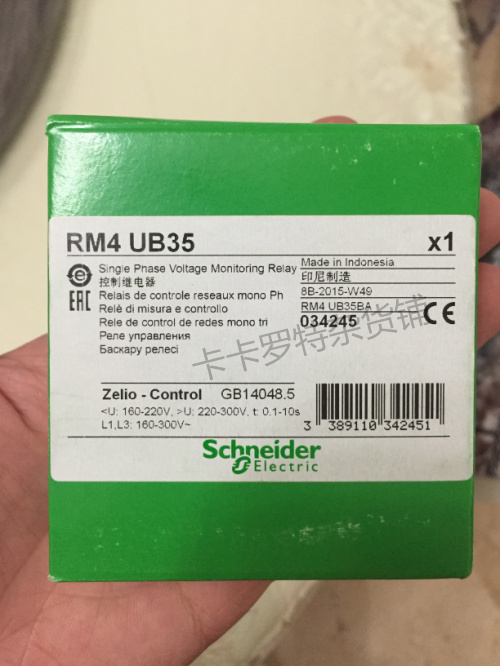 RM4 UB35 x1
Single Phase Voltage Monitoring Relay
控制继电器
Relais de controle reseaux mono Ph
Relè di misura e controllo
Rele de control de redes mono tri
Реле управления
Баскару релесі
EAC
Made in Indonesia
印尼制造
8B-2015-W49
RM4 UB35BA
034245
CE
卡卡罗特杂货铺
Zelio - Control GB14048.5
<U: 160-220V, >U: 220-300V, t: 0.1-10s
L1,L3: 160-300V~
3 389110 342451
Schneider
Electric